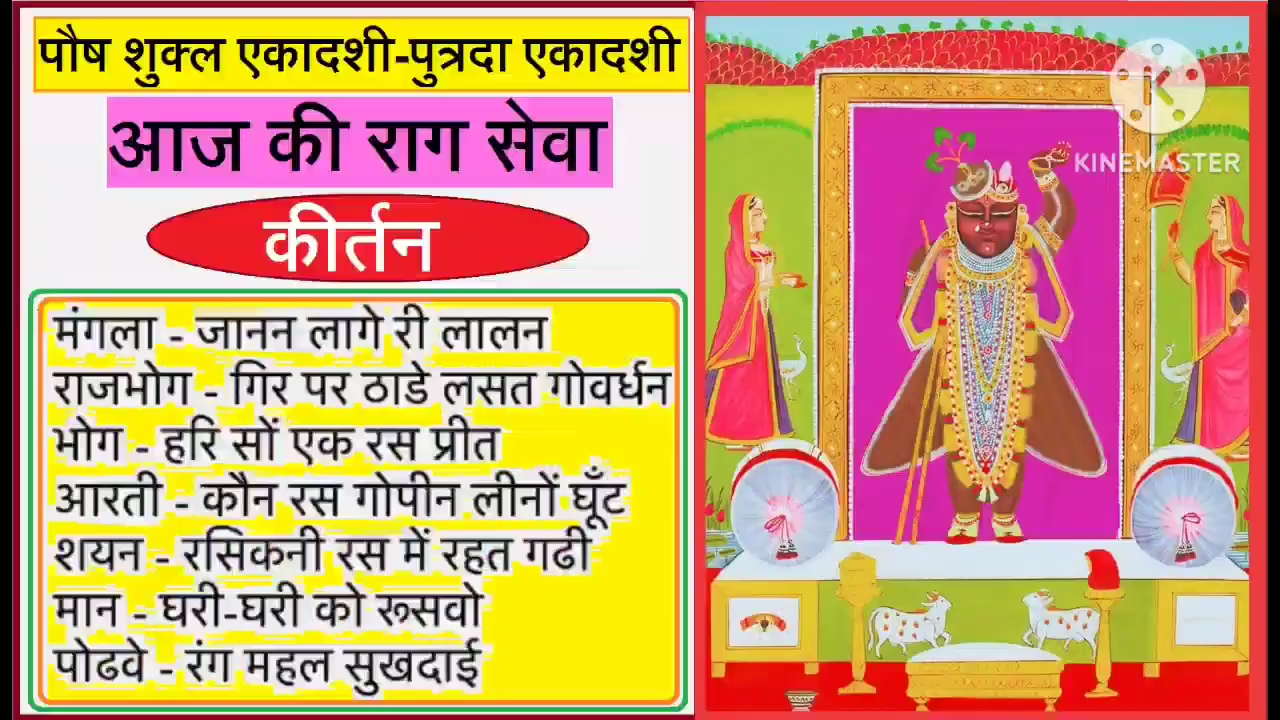 पौष शुक्ल एकादशी-पुत्रदा एकादशी
आज की राग सेवा
कीर्तन
मंगला - जानन लागे री लालन
राजभोग - गिर पर ठाडे लसत गोवर्धन
भोग - हरि सों एक रस प्रीत
आरती - कौन रस गोपीन लीनों घूँट
शयन - रसिकनी रस में रहत गढी
मान - घरी-घरी को रूसवो
पोढवे - रंग महल सुखदाई
KINEMASTER